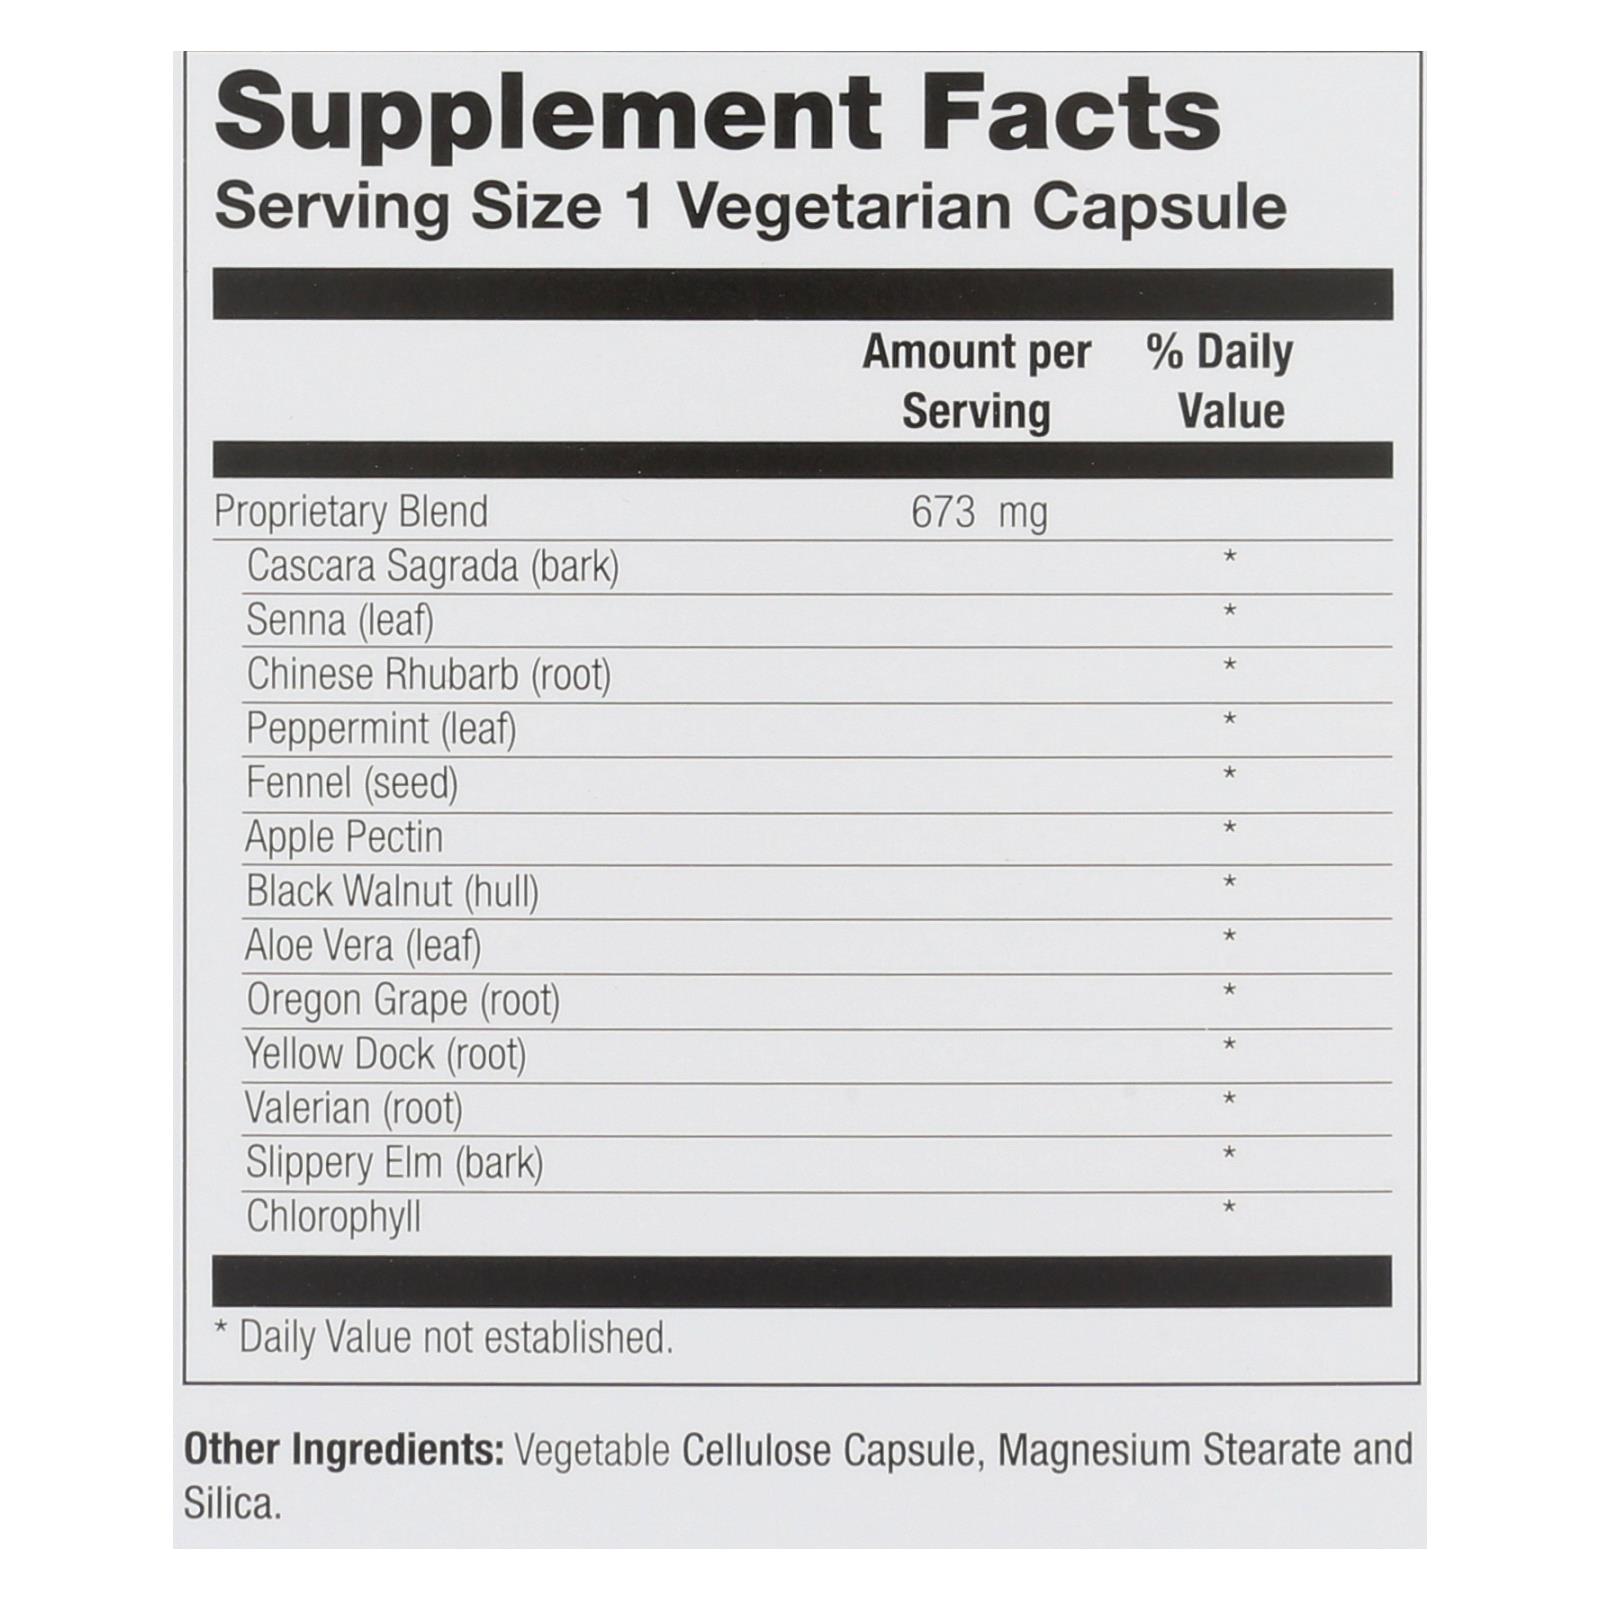 Supplement Facts
Serving Size 1 Vegetarian Capsule
Amount per % Daily
Serving Value
Proprietary Blend 673 mg
Cascara Sagrada (bark) *
Senna (leaf) *
Chinese Rhubarb (root) *
Peppermint (leaf) *
Fennel (seed) *
Apple Pectin *
Black Walnut (hull) *
Aloe Vera (leaf) *
Oregon Grape (root) *
Yellow Dock (root) *
Valerian (root) *
Slippery Elm (bark) *
Chlorophyll *
* Daily Value not established.
Other Ingredients: Vegetable Cellulose Capsule, Magnesium Stearate and
Silica.